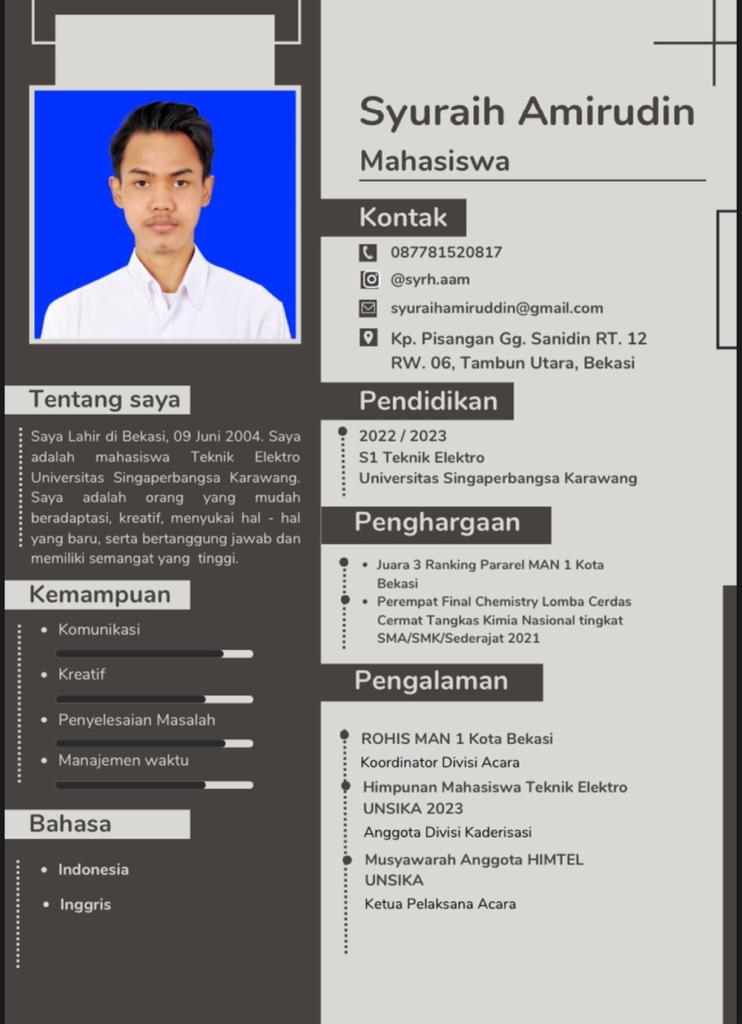 Syuraih Amirudin
Mahasiswa
Kontak
087781520817
@syrh.aam
syuraihamiruddin@gmail.com
Kp. Pisangan Gg. Sanidin RT. 12
RW. 06, Tambun Utara, Bekasi
Tentang saya
Saya Lahir di Bekasi, 09 Juni 2004. Saya
adalah mahasiswa Teknik Elektro
Universitas Singaperbangsa Karawang.
Saya adalah orang yang mudah
beradaptasi, kreatif, menyukai hal - hal
yang baru, serta bertanggung jawab dan
memiliki semangat yang tinggi.
Kemampuan
• Komunikasi
• Kreatif
• Penyelesaian Masalah
• Manajemen waktu
Bahasa
• Indonesia
• Inggris
Pendidikan
2022 / 2023
S1 Teknik Elektro
Universitas Singaperbangsa Karawang
Penghargaan
• Juara 3 Ranking Pararel MAN 1 Kota
Bekasi
• Perempat Final Chemistry Lomba Cerdas
Cermat Tangkas Kimia Nasional tingkat
SMA/SMK/Sederajat 2021
Pengalaman
ROHIS MAN 1 Kota Bekasi
Koordinator Divisi Acara
Himpunan Mahasiswa Teknik Elektro
UNSIKA 2023
Anggota Divisi Kaderisasi
Musyawarah Anggota HIMTEL
UNSIKA
Ketua Pelaksana Acara